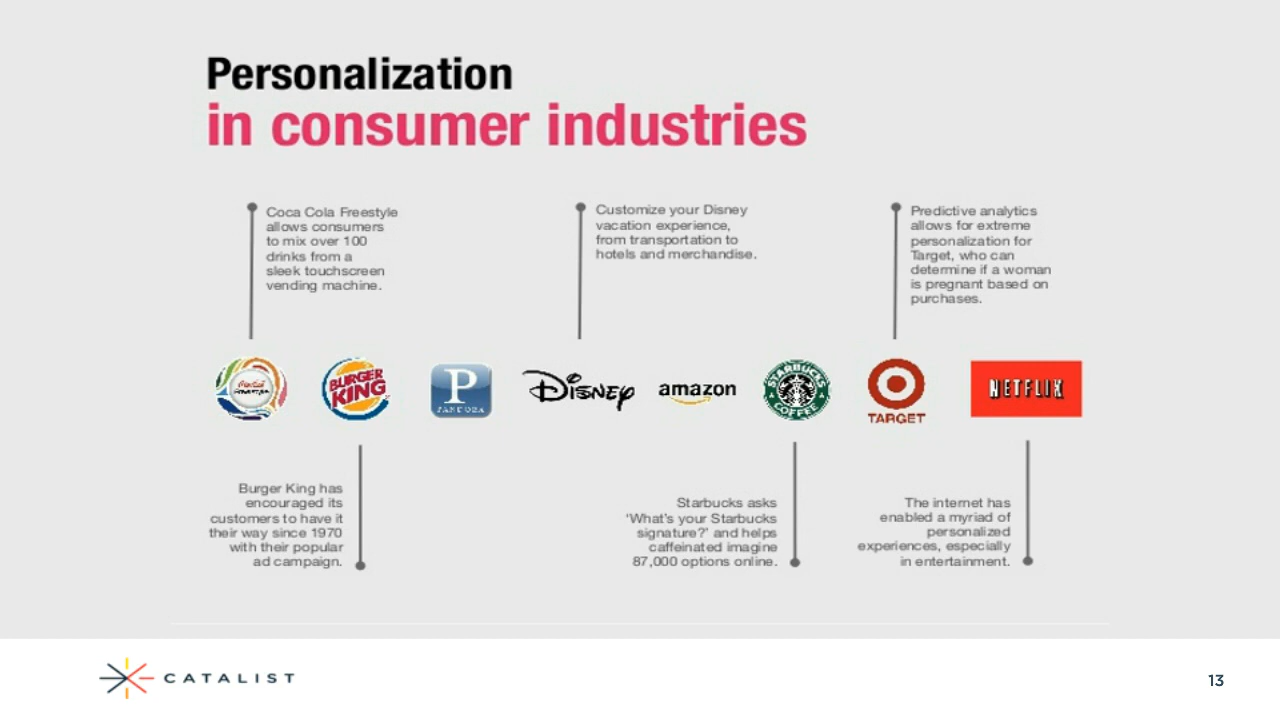 Personalization
in consumer industries
Coca Cola Freestyle
allows consumers
to mix over 100
drinks from a
sleek touchscreen
vending machine.
Customize your Disney
vacation experience,
from transportation to
hotels and merchandise.
Predictive analytics
allows for extreme
personalization for
Target, who can
determine if a woman
is pregnant based on
purchases.
BURGER
KING
P
PANDORA
DISNEY
amazon
STARBUCKS
COFFEE
TARGET
NETFLIX
Burger King has
encouraged its
customers to have it
their way since 1970
with their popular
ad campaign.
Starbucks asks
'What's your Starbucks
signature?' and helps
caffeinated imagine
87,000 options online.
The internet has
enabled a myriad of
personalized
experiences, especially
in entertainment.
CATALIST
13